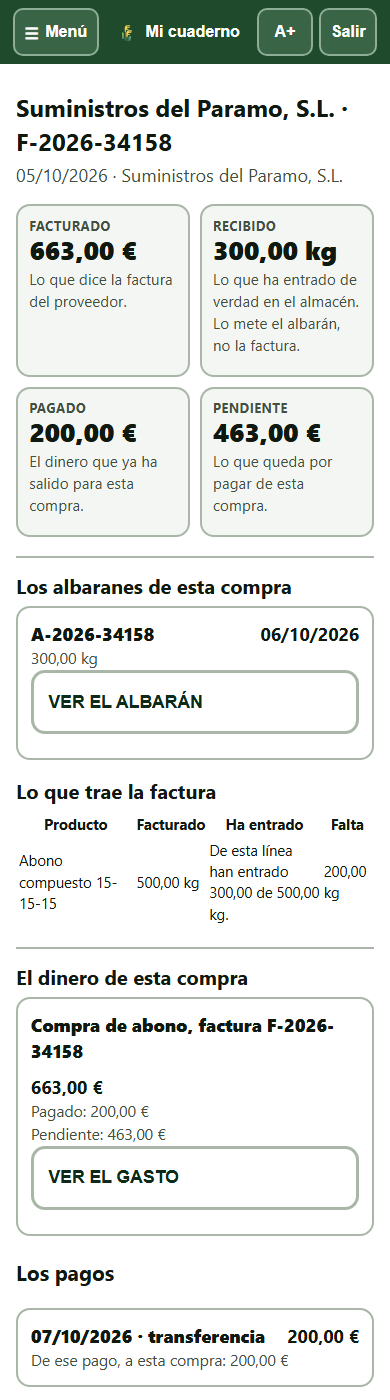 ☰ Menú
Mi cuaderno
A+
Salir
Suministros del Paramo, S.L. ·
F-2026-34158
05/10/2026 · Suministros del Paramo, S.L.
FACTURADO
663,00 €
Lo que dice la factura
del proveedor.
RECIBIDO
300,00 kg
Lo que ha entrado de
verdad en el almacén.
Lo mete el albarán,
no la factura.
PAGADO
200,00 €
El dinero que ya ha
salido para esta
compra.
PENDIENTE
463,00 €
Lo que queda por
pagar de esta
compra.
Los albaranes de esta compra
A-2026-34158 06/10/2026
300,00 kg
VER EL ALBARÁN
Lo que trae la factura
Producto Facturado Ha entrado Falta
Abono
compuesto 15-
15-15
500,00 kg
De esta línea
han entrado
300,00 de 500,00
kg.
200,00
kg
El dinero de esta compra
Compra de abono, factura F-2026-
34158
663,00 €
Pagado: 200,00 €
Pendiente: 463,00 €
VER EL GASTO
Los pagos
07/10/2026 · transferencia 200,00 €
De ese pago, a esta compra: 200,00 €